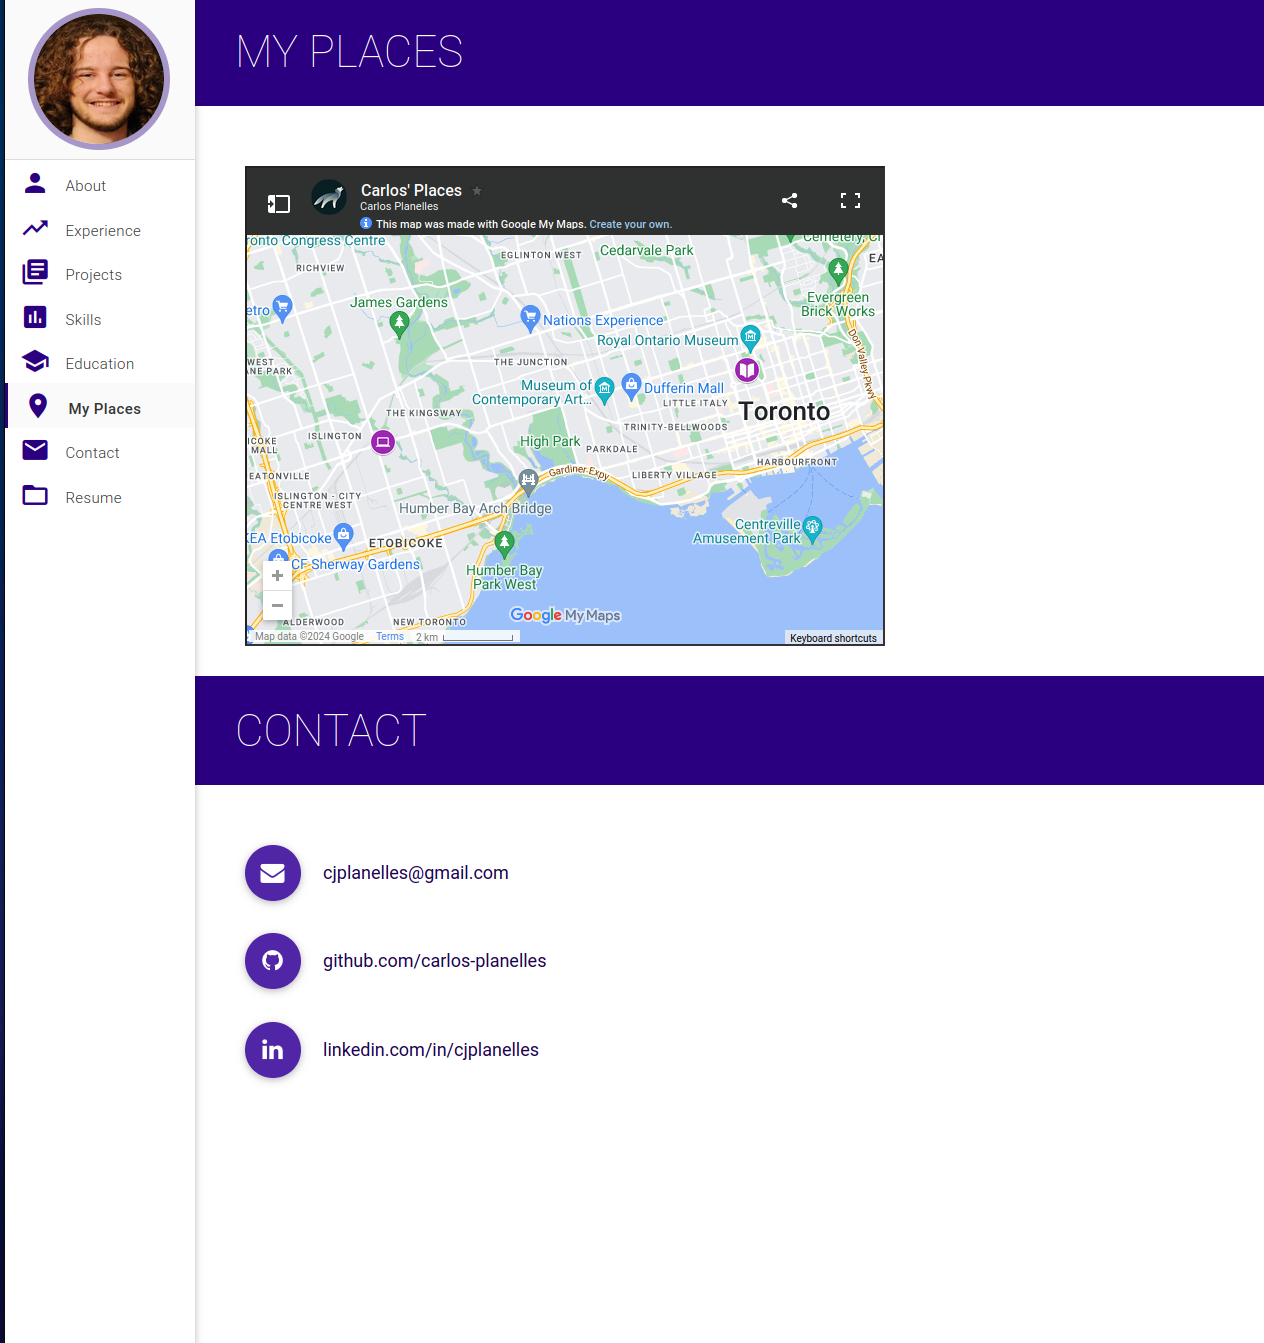 About
Experience
Projects
Skills
Education
My Places
Contact
Resume
MY PLACES
Carlos' Places
Carlos Planelles
This map was made with Google My Maps. Create your own.
ronto Congress Centre
EGLINTON WEST
Cedarvale Park
Cemetery, Cr
EA
RICHVIEW
Evergreen
Brick Works
James Gardens
etro
Nations Experience
Royal Ontario Museum
Don Valley Pkwy
WEST
ANE PARK
THE JUNCTION
Museum of
Contemporary Art...
Dufferin Mall
LITTLE ITALY
Toronto
THE KINGSWAY
TRINITY-BELLWOODS
ICOKE
MALL
ISLINGTON
High Park
PARKDALE
HARBOURFRONT
EATONVILLE
Gardiner Expy
LIBERTY VILLAGE
ISLINGTON - CITY
CENTRE WEST
Humber Bay Arch Bridge
Centreville
Amusement Park
KEA Etobicoke
ETOBICOKE
CF Sherway Gardens
Humber Bay
Park West
+
−
ALDERWOOD
NEW TORONTO
Google My Maps
Map data ©2024 Google
Terms
2 km
Keyboard shortcuts
CONTACT
cjplanelles@gmail.com
github.com/carlos-planelles
linkedin.com/in/cjplanelles